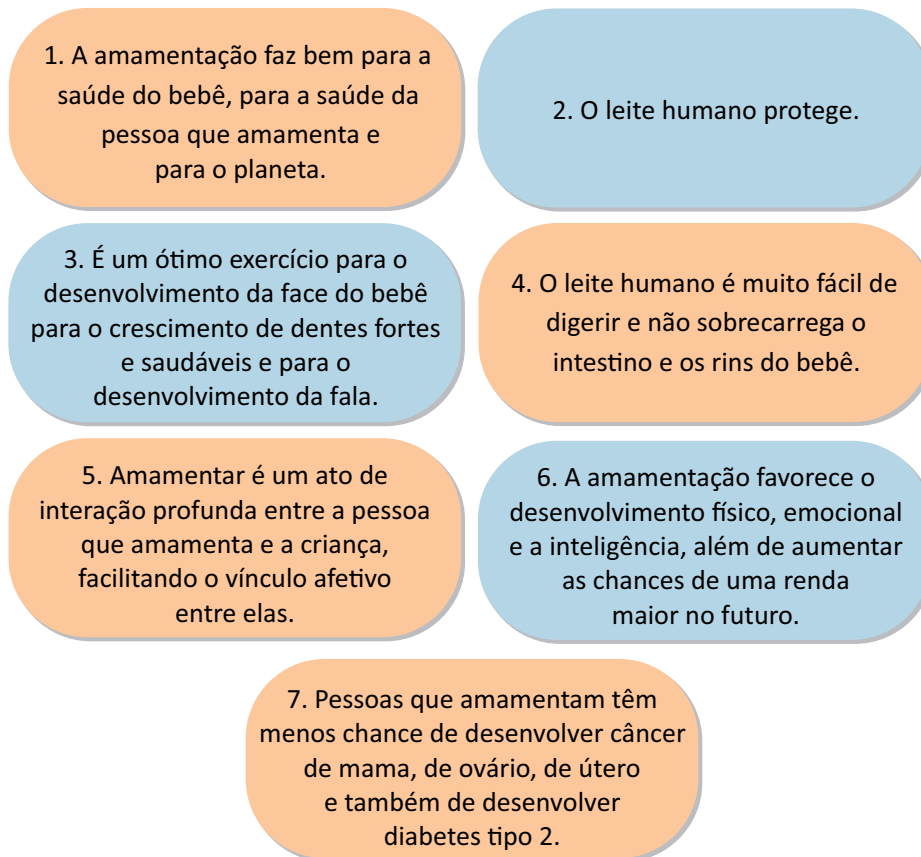 1. A amamentação faz bem para a
saúde do bebê, para a saúde da
pessoa que amamenta e
para o planeta.
2. O leite humano protege.
3. É um ótimo exercício para o
desenvolvimento da face do bebê
para o crescimento de dentes fortes
e saudáveis e para o
desenvolvimento da fala.
4. O leite humano é muito fácil de
digerir e não sobrecarrega o
intestino e os rins do bebê.
5. Amamentar é um ato de
interação profunda entre a pessoa
que amamenta e a criança,
facilitando o vínculo afetivo
entre elas.
6. A amamentação favorece o
desenvolvimento físico, emocional
e a inteligência, além de aumentar
as chances de uma renda
maior no futuro.
7. Pessoas que amamentam têm
menos chance de desenvolver câncer
de mama, de ovário, de útero
e também de desenvolver
diabetes tipo 2.